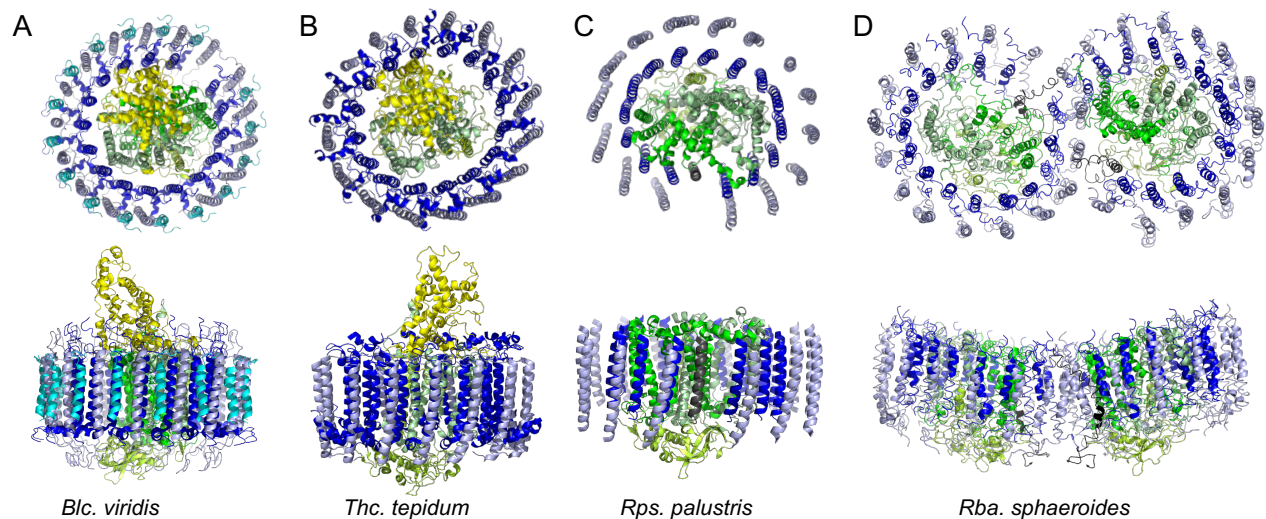 A B C D
Blc. viridis Thc. tepidum Rps. palustris Rba. sphaeroides